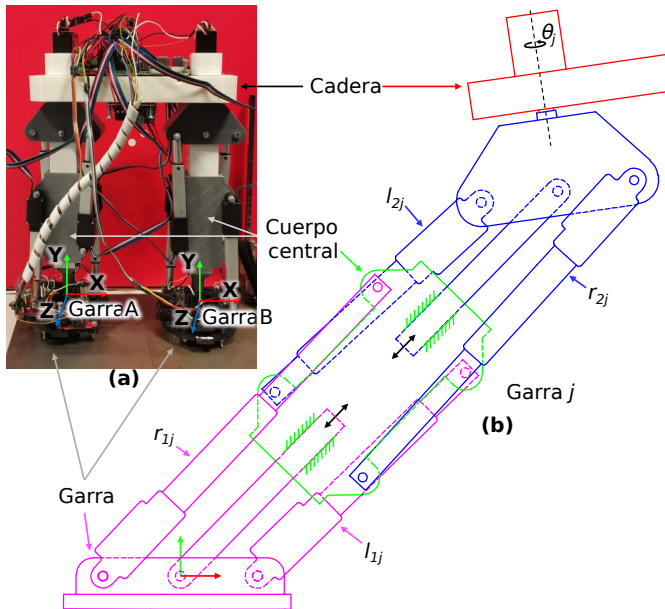 θj
Cadera
l2j
Cuerpo
central
Y
Y
X
X
Z
GarraA
Z
GarraB
r2j
(a)
Garra j
(b)
r1j
Garra
l1j